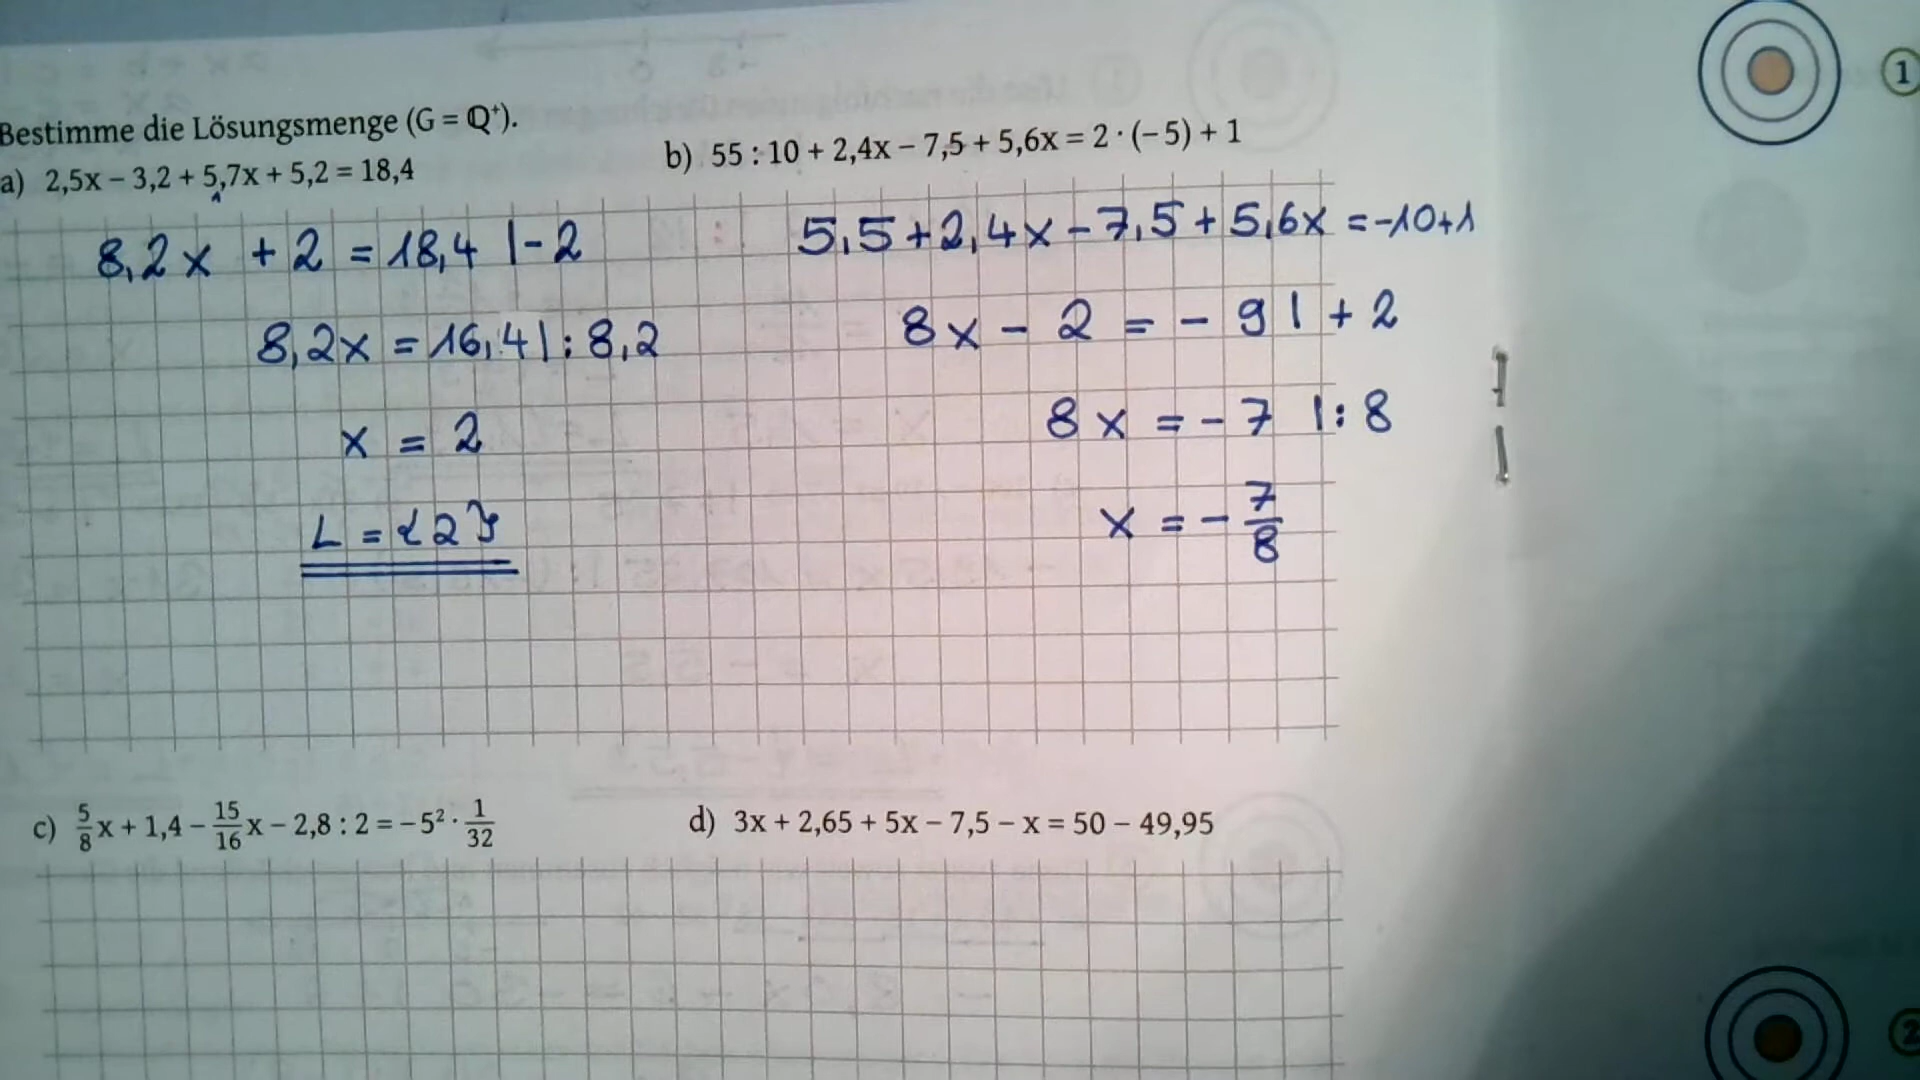 Bestimme die Lösungsmenge (G = ℚ⁺).
a) 2,5x – 3,2 + 5,7x + 5,2 = 18,4
8,2x + 2 = 18,4 |-2
8,2x = 16,4 |: 8,2
x = 2
L = {2}
b) 55 : 10 + 2,4x – 7,5 + 5,6x = 2 · (– 5) + 1
5,5 + 2,4x – 7,5 + 5,6x = -10+1
8x – 2 = – 9 | + 2
8x = – 7 |: 8
x = – 7/8
c) 5/8 x + 1,4 – 15/16 x – 2,8 : 2 = – 5² · 1/32
d) 3x + 2,65 + 5x – 7,5 – x = 50 – 49,95
1
2